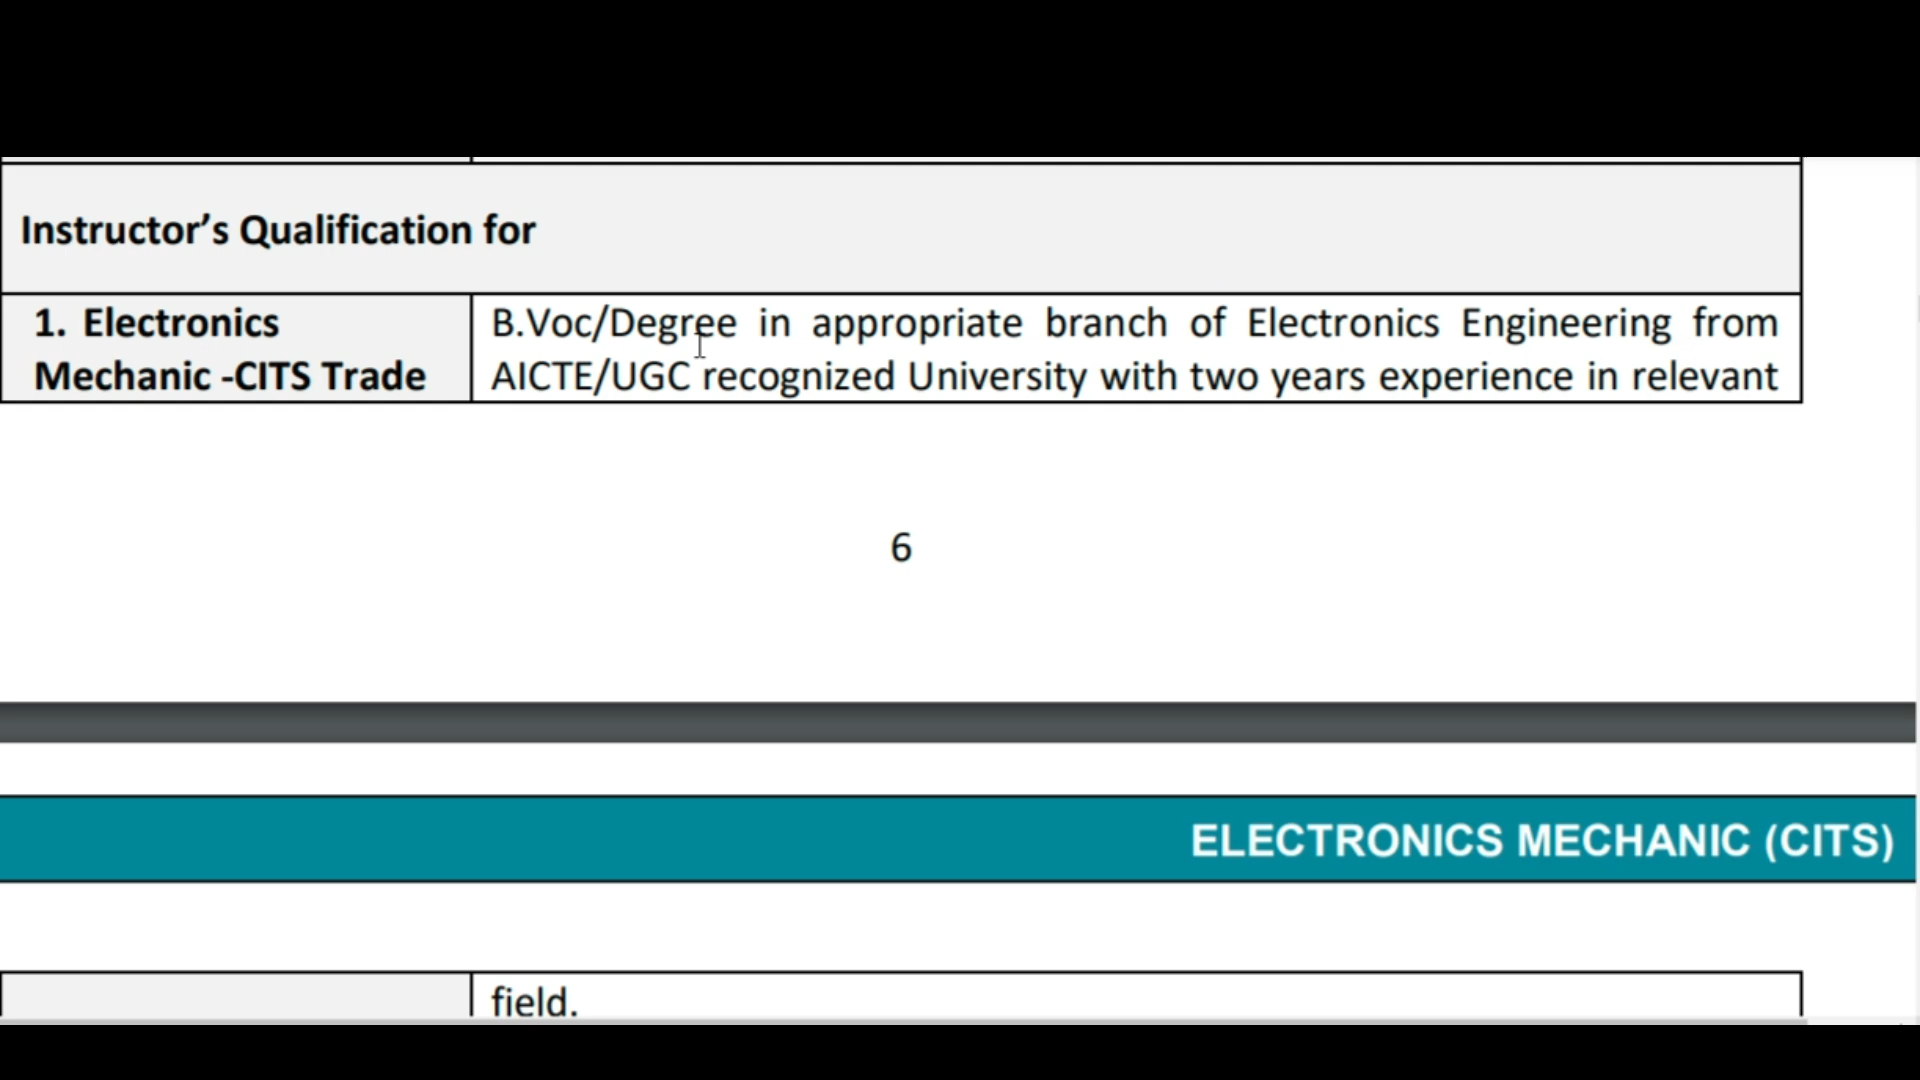 Instructor’s Qualification for
1. Electronics
Mechanic -CITS Trade
B.Voc/Degree in appropriate branch of Electronics Engineering from
AICTE/UGC recognized University with two years experience in relevant
6
ELECTRONICS MECHANIC (CITS)
field.